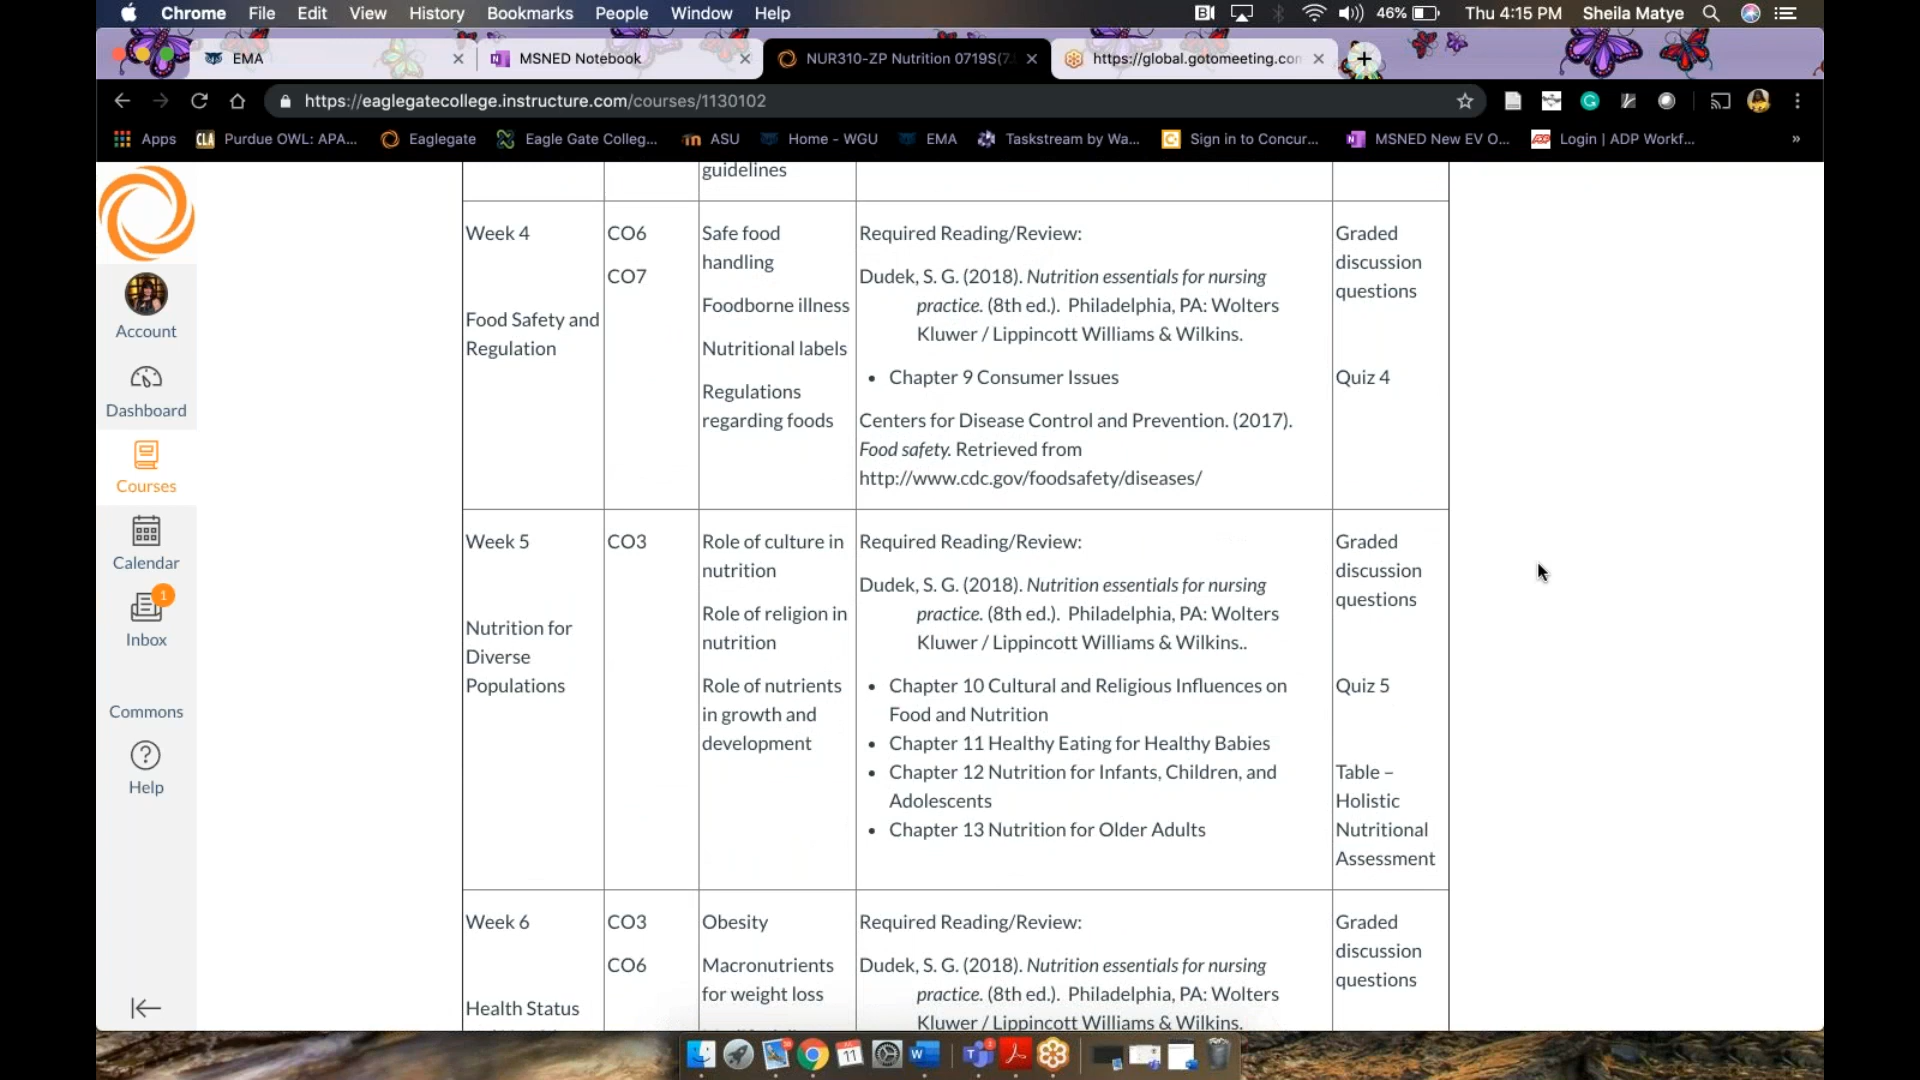 Chrome File Edit View History Bookmarks People Window Help 46% Thu 4:15 PM Sheila Matye
EMA
MSNED Notebook
NUR310-ZP Nutrition 0719S(7.
https://global.gotomeeting.com
https://eaglegatecollege.instructure.com/courses/1130102
Apps
CLA Purdue OWL: APA...
Eaglegate
Eagle Gate Colleg...
ASU
Home - WGU
EMA
Taskstream by Wa...
Sign in to Concur...
MSNED New EV O...
Login | ADP Workf...
»
Account
Dashboard
Courses
Calendar
1
Inbox
Commons
Help
guidelines
Week 4
Food Safety and
Regulation
CO6
CO7
Safe food
handling
Foodborne illness
Nutritional labels
Regulations
regarding foods
Required Reading/Review:
Dudek, S. G. (2018). Nutrition essentials for nursing
practice. (8th ed.). Philadelphia, PA: Wolters
Kluwer / Lippincott Williams & Wilkins.
• Chapter 9 Consumer Issues
Centers for Disease Control and Prevention. (2017).
Food safety. Retrieved from
http://www.cdc.gov/foodsafety/diseases/
Graded
discussion
questions
Quiz 4
Week 5
Nutrition for
Diverse
Populations
CO3
Role of culture in
nutrition
Role of religion in
nutrition
Role of nutrients
in growth and
development
Required Reading/Review:
Dudek, S. G. (2018). Nutrition essentials for nursing
practice. (8th ed.). Philadelphia, PA: Wolters
Kluwer / Lippincott Williams & Wilkins..
• Chapter 10 Cultural and Religious Influences on
Food and Nutrition
• Chapter 11 Healthy Eating for Healthy Babies
• Chapter 12 Nutrition for Infants, Children, and
Adolescents
• Chapter 13 Nutrition for Older Adults
Graded
discussion
questions
Quiz 5
Table –
Holistic
Nutritional
Assessment
Week 6
Health Status
CO3
CO6
Obesity
Macronutrients
for weight loss
Required Reading/Review:
Dudek, S. G. (2018). Nutrition essentials for nursing
practice. (8th ed.). Philadelphia, PA: Wolters
Kluwer / Lippincott Williams & Wilkins.
Graded
discussion
questions
11